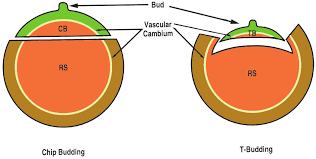 Bud
CB
Vascular
Cambium
TB
RS
RS
Chip Budding
T-Budding